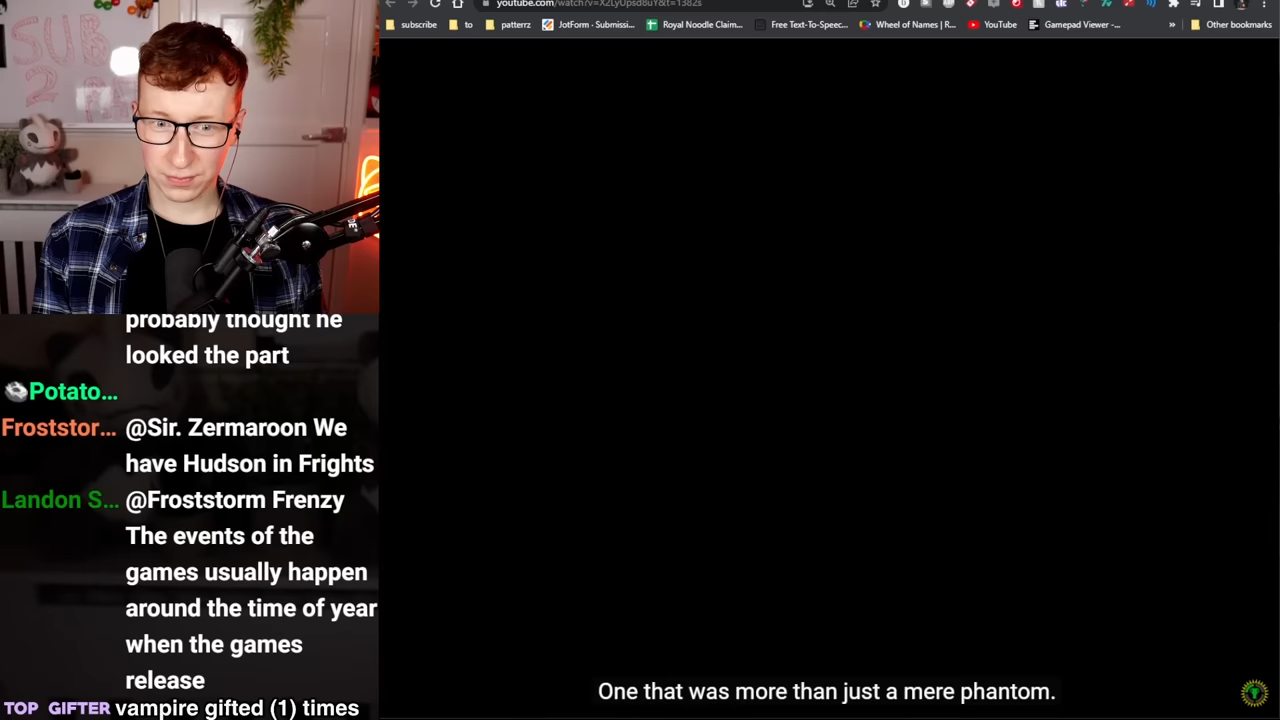 youtube.com/watch?v=X2LyUpsd8uY&t=1382s
subscribe
to
patterz
JotForm - Submissi...
Royal Noodle Claim...
Free Text-To-Speec...
Wheel of Names | R...
YouTube
Gamepad Viewer -...
»
Other bookmarks
SUB
2
probably thought he
looked the part
Potato...
Froststor... @Sir. Zermaroon We
have Hudson in Frights
Landon S... @Froststorm Frenzy
The events of the
games usually happen
around the time of year
when the games
release
TOP GIFTER vampire gifted (1) times
One that was more than just a mere phantom.